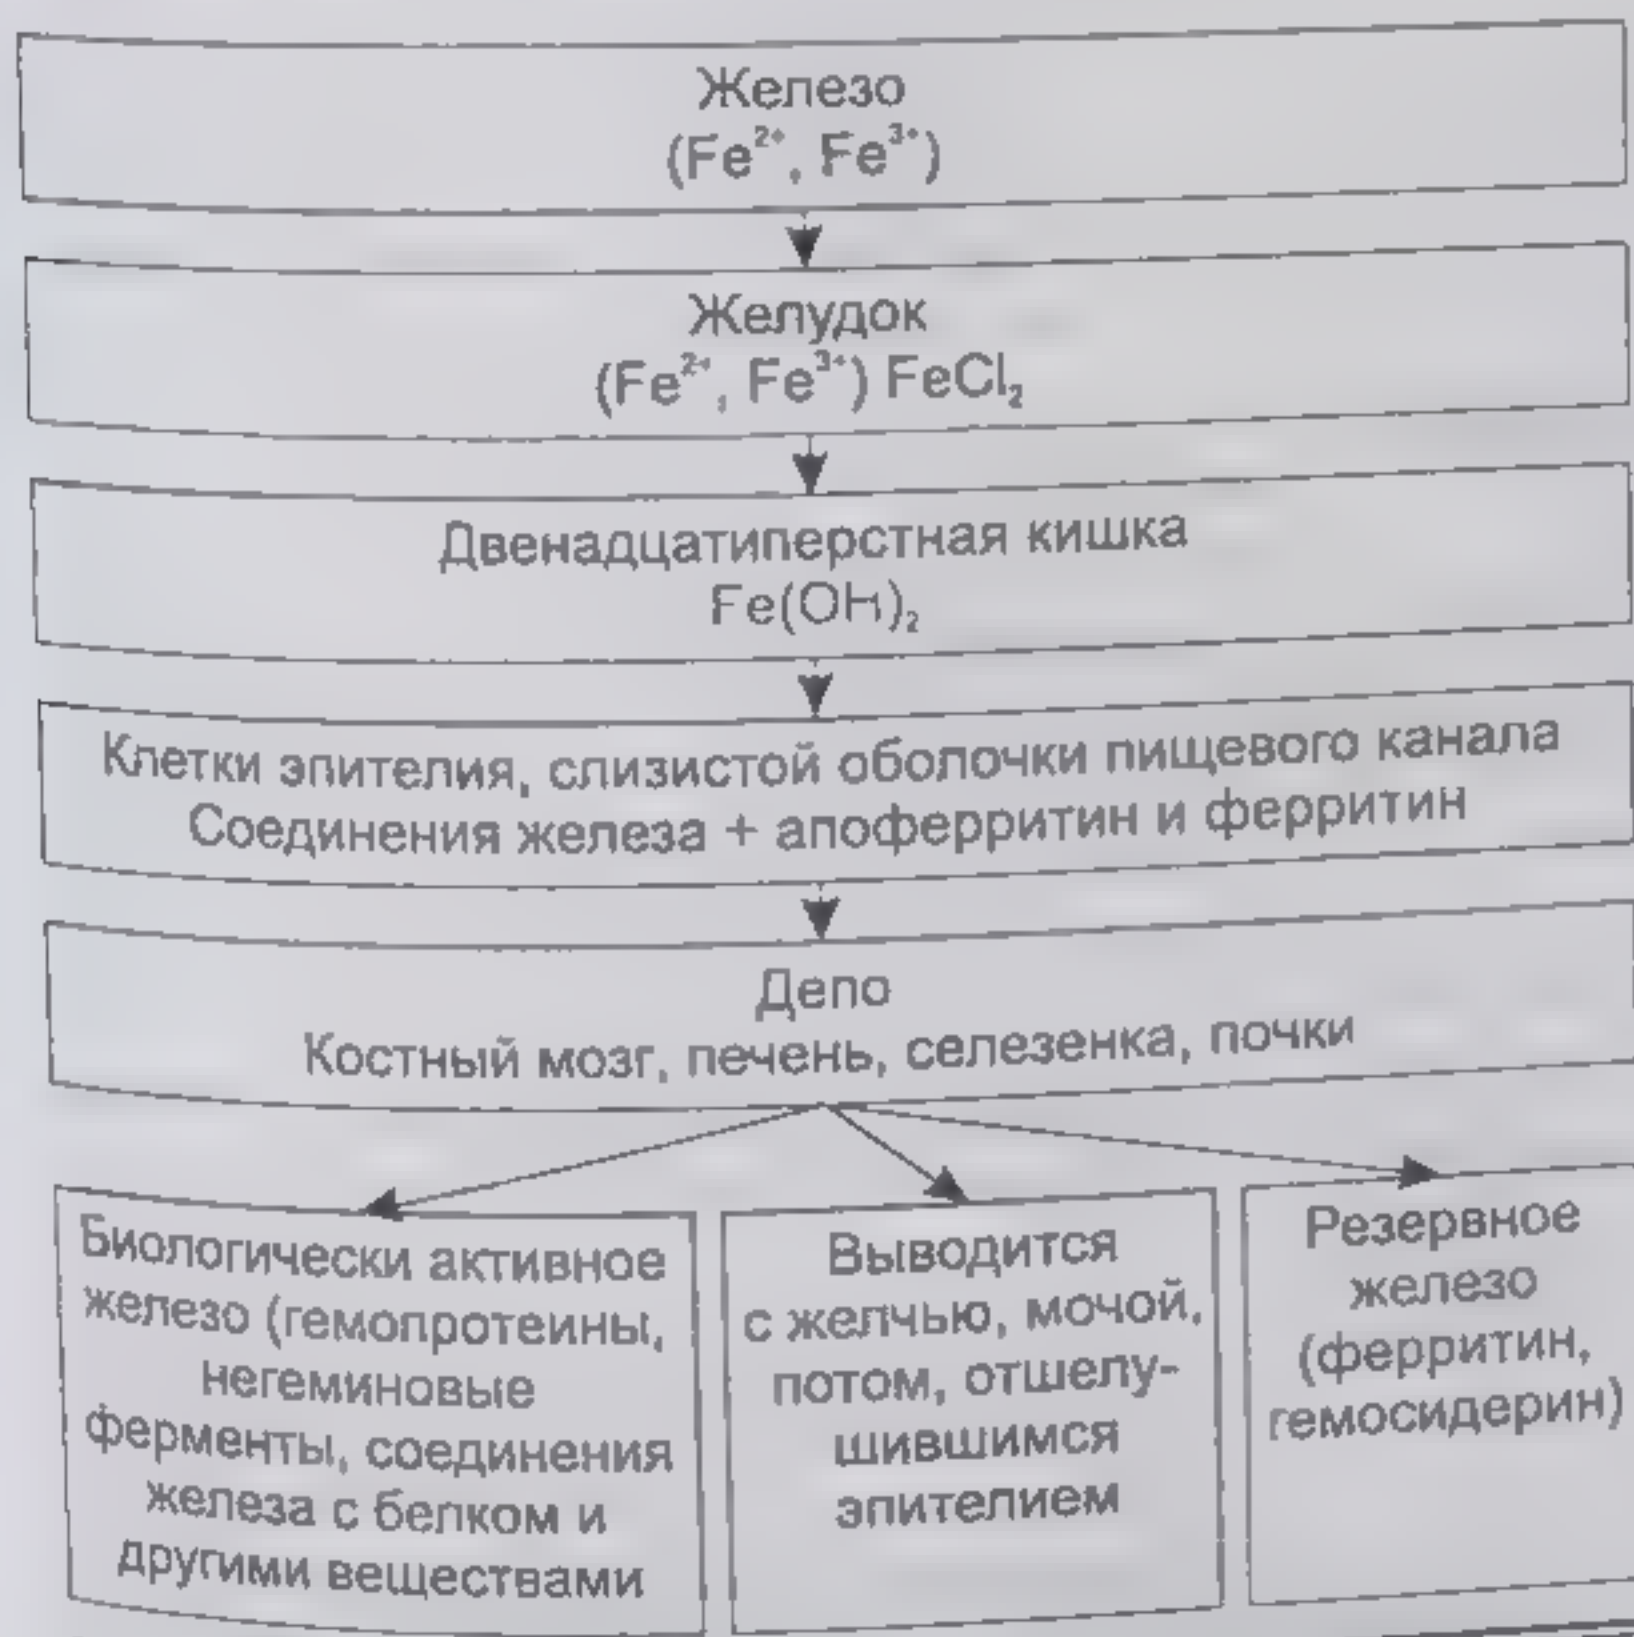 Железо
(Fe²⁺, Fe³⁺)
Желудок
(Fe²⁺, Fe³⁺) FeCl₂
Двенадцатиперстная кишка
Fe(OH)₂
Клетки эпителия, слизистой оболочки пищевого канала
Соединения железа + апоферритин и ферритин
Депо
Костный мозг, печень, селезенка, почки
Биологически активное
железо (гемопротеины,
негеминовые
ферменты, соединения
железа с белком и
другими веществами
Выводится
с желчью, мочой,
потом, отшелу-
шившимся
эпителием
Резервное
железо
(ферритин,
гемосидерин)